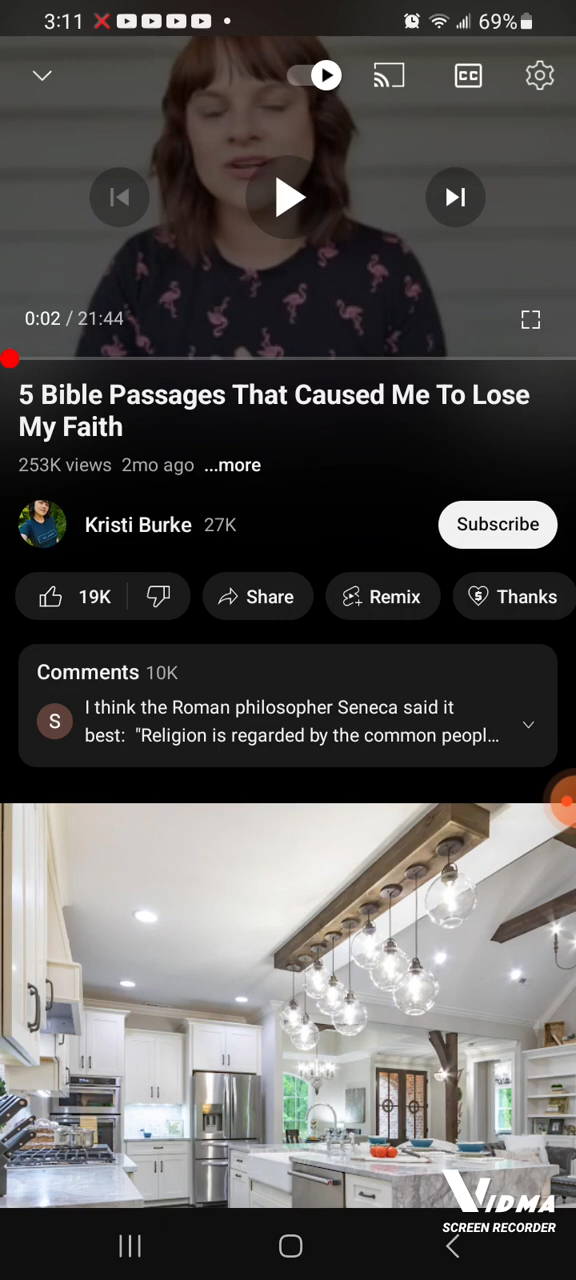 3:11
69%
CC
0:02 / 21:44
5 Bible Passages That Caused Me To Lose
My Faith
253K views 2mo ago ...more
Kristi Burke 27K
Subscribe
19K
Share
Remix
Thanks
Comments 10K
S
I think the Roman philosopher Seneca said it
best: "Religion is regarded by the common peopl...
VIDMA
SCREEN RECORDER